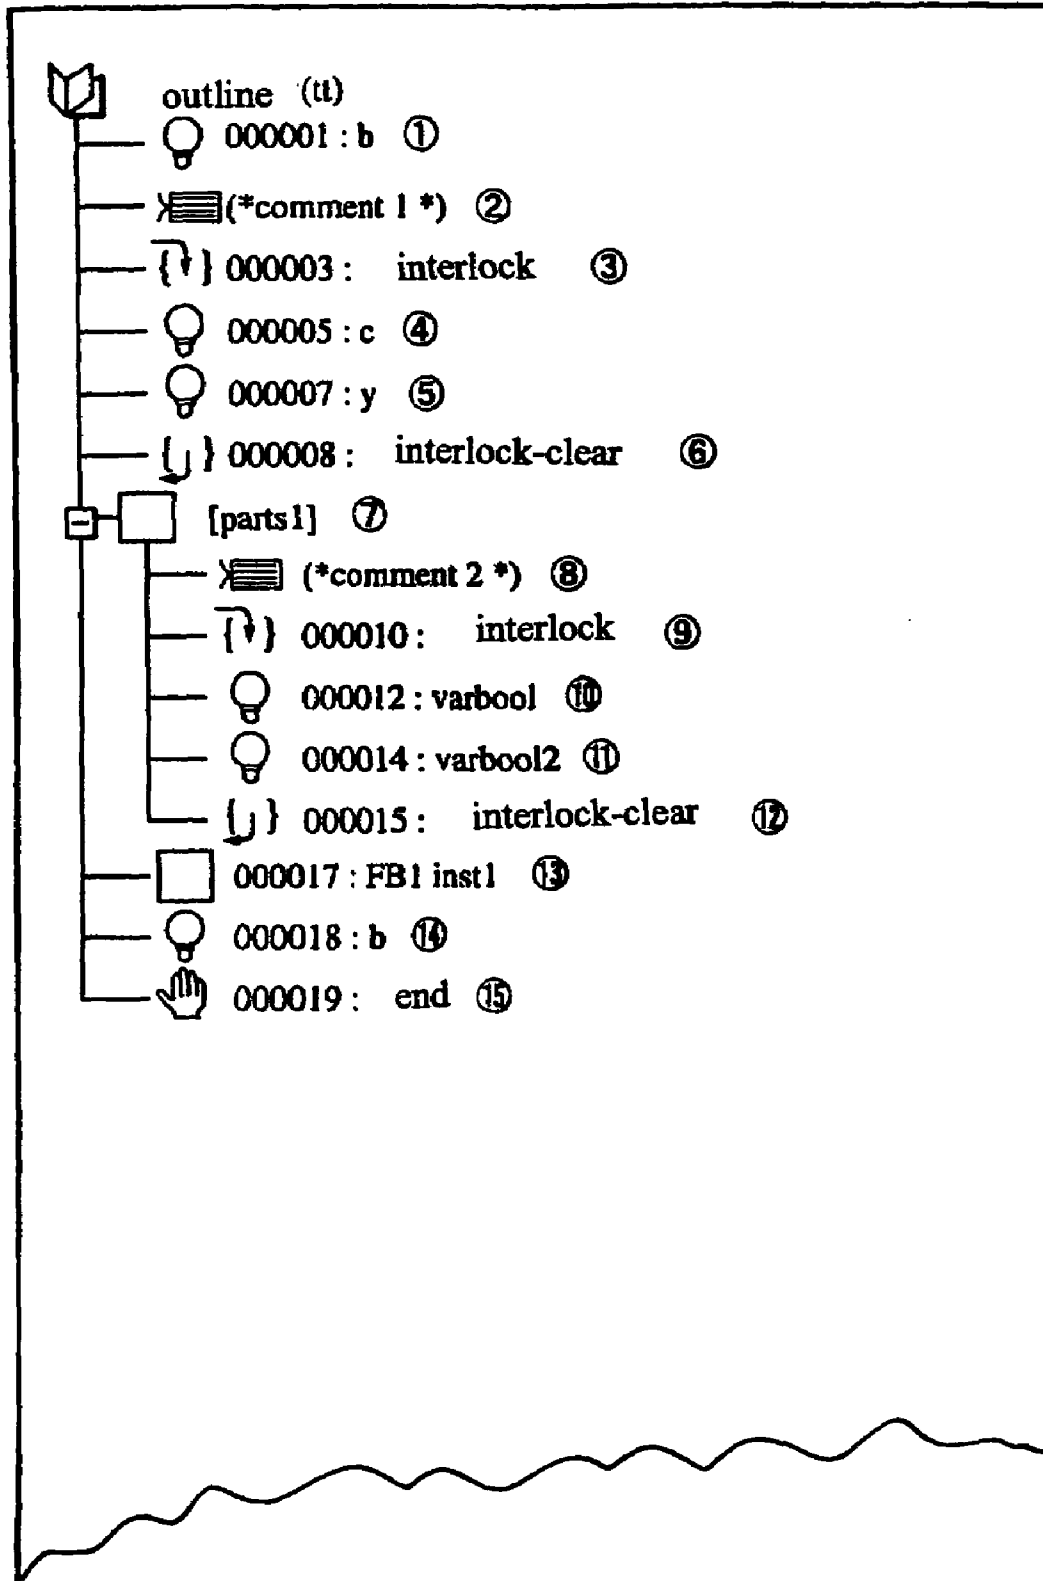 outline (tt)
000001 : b ①
(*comment 1 *) ②
{ } 000003 : interlock ③
000005 : c ④
000007 : y ⑤
{ } 000008 : interlock-clear ⑥
[parts1] ⑦
(*comment 2 *) ⑧
{ } 000010 : interlock ⑨
000012 : varbool ⑩
000014 : varbool2 ⑪
{ } 000015 : interlock-clear ⑫
000017 : FB1 inst1 ⑬
000018 : b ⑭
000019 : end ⑮